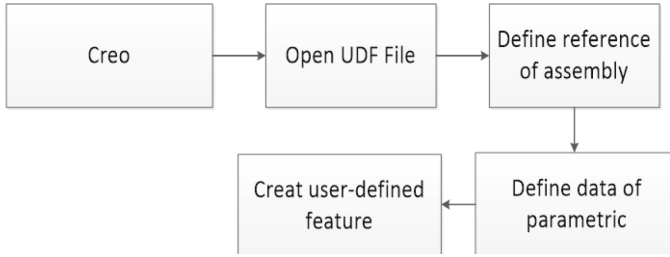 Creo
Open UDF File
Define reference
of assembly
Define data of
parametric
Creat user-defined
feature